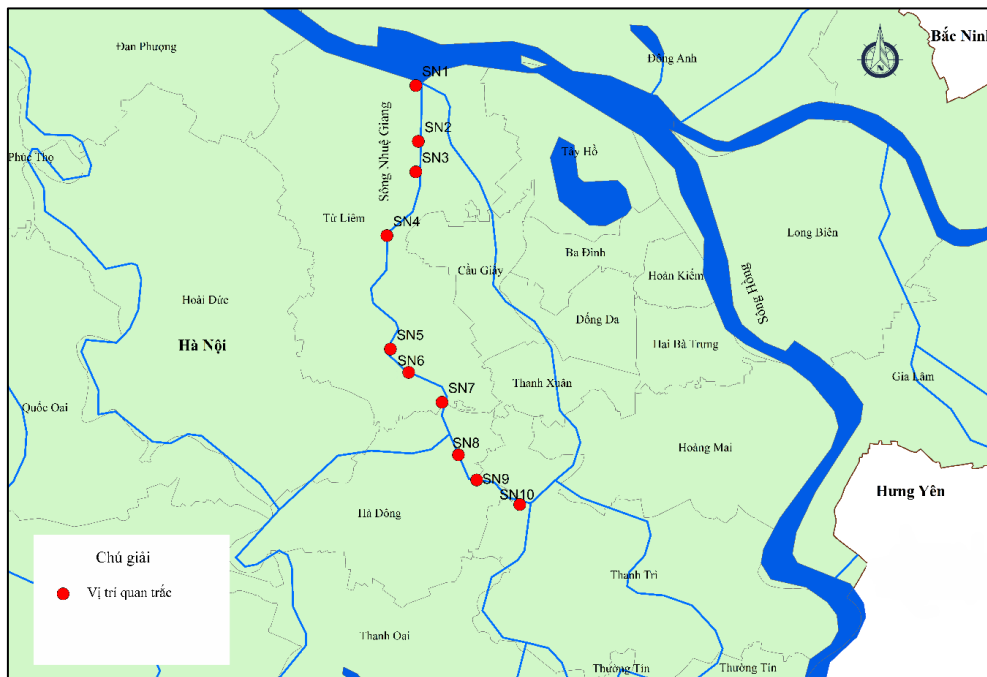 Bắc Ninh
Đan Phượng
Đông Anh
N
SN1
Sông Nhuệ Giang
SN2
Tây Hồ
Phúc Thọ
SN3
Từ Liêm
SN4
Long Biên
Ba Đình
Cầu Giấy
Hoàn Kiếm
Sông Hồng
Hoài Đức
Đống Đa
SN5
Hà Nội
Hai Bà Trưng
SN6
Gia Lâm
Thanh Xuân
SN7
Quốc Oai
SN8
Hoàng Mai
SN9
Hưng Yên
SN10
Hà Đông
Chú giải
Thanh Trì
Vị trí quan trắc
Thanh Oai
Thường Tín
Thường Tín